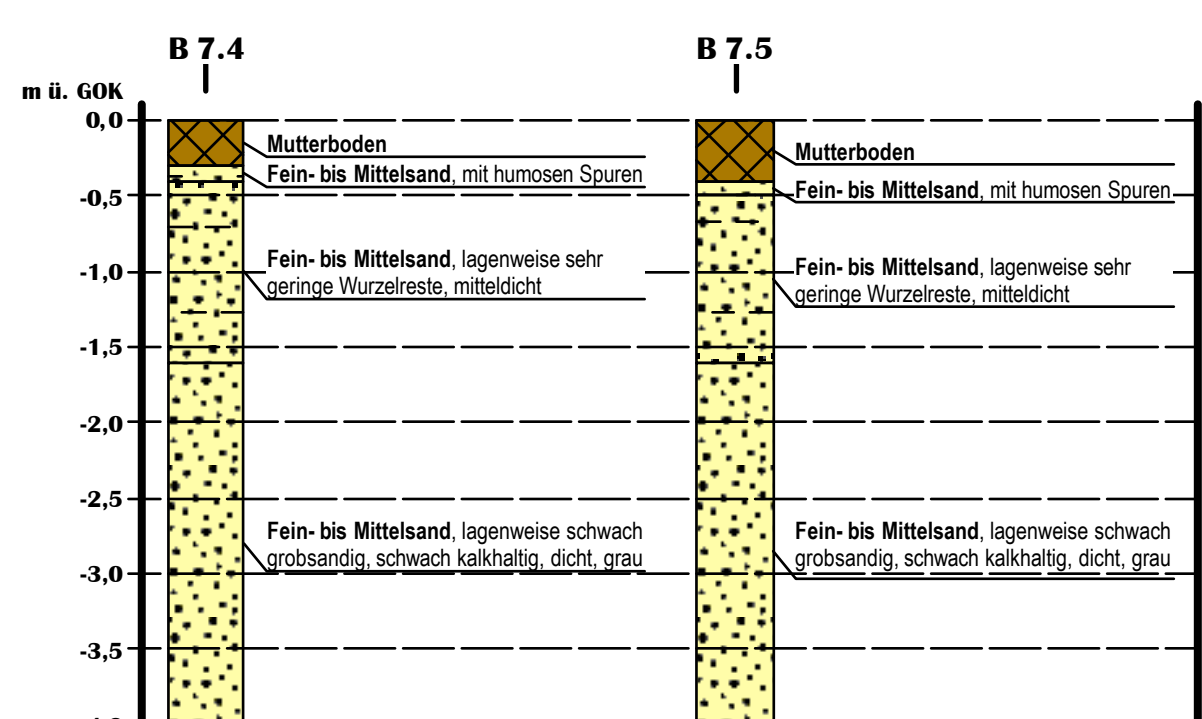 B 7.4
B 7.5
m ü. GOK
0,0
Mutterboden
Mutterboden
Fein- bis Mittelsand, mit humosen Spuren
Fein- bis Mittelsand, mit humosen Spuren
-0,5
Fein- bis Mittelsand, lagenweise sehr
geringe Wurzelreste, mitteldicht
Fein- bis Mittelsand, lagenweise sehr
geringe Wurzelreste, mitteldicht
-1,0
-1,5
-2,0
-2,5
Fein- bis Mittelsand, lagenweise schwach
grobsandig, schwach kalkhaltig, dicht, grau
Fein- bis Mittelsand, lagenweise schwach
grobsandig, schwach kalkhaltig, dicht, grau
-3,0
-3,5